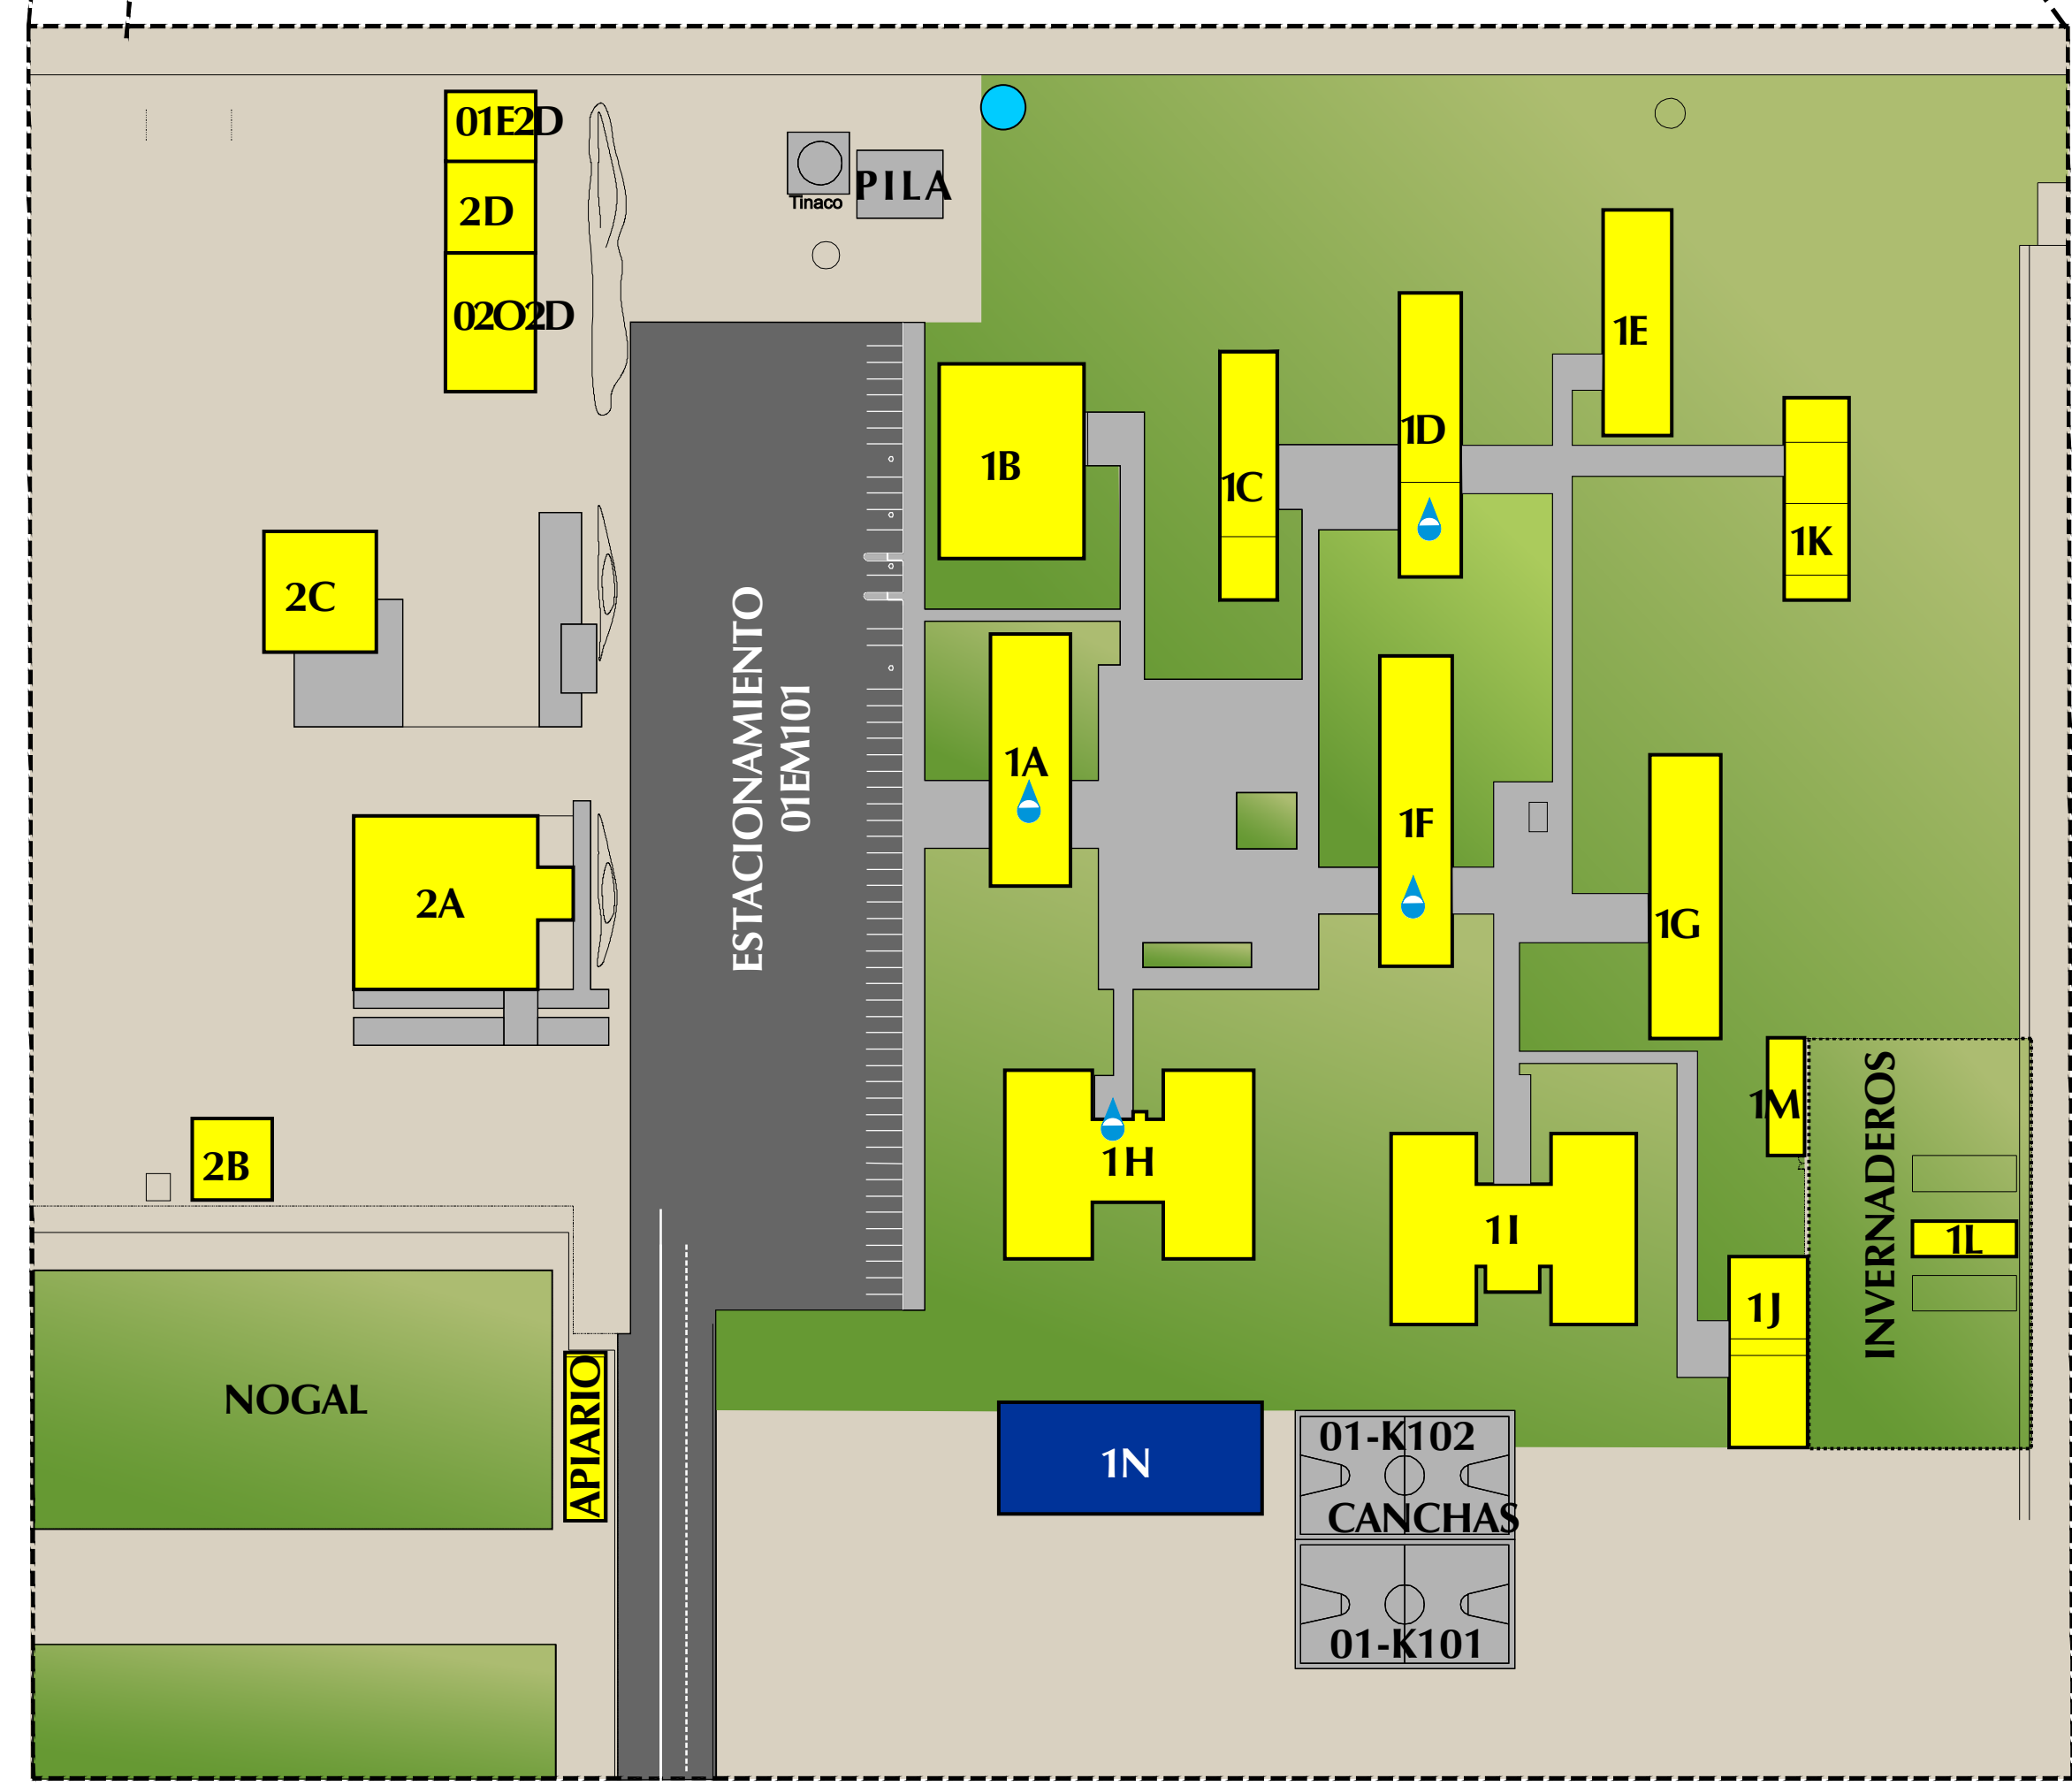 01E2D
2D
02O2D
Tinaco
PILA
1E
1D
1B
1C
1K
2C
ESTACIONAMIENTO
01EM101
1A
1F
2A
1G
1M
INVERNADEROS
1H
2B
1I
1L
1J
NOGAL
APIARIO
1N
01-K102
CANCHAS
01-K101